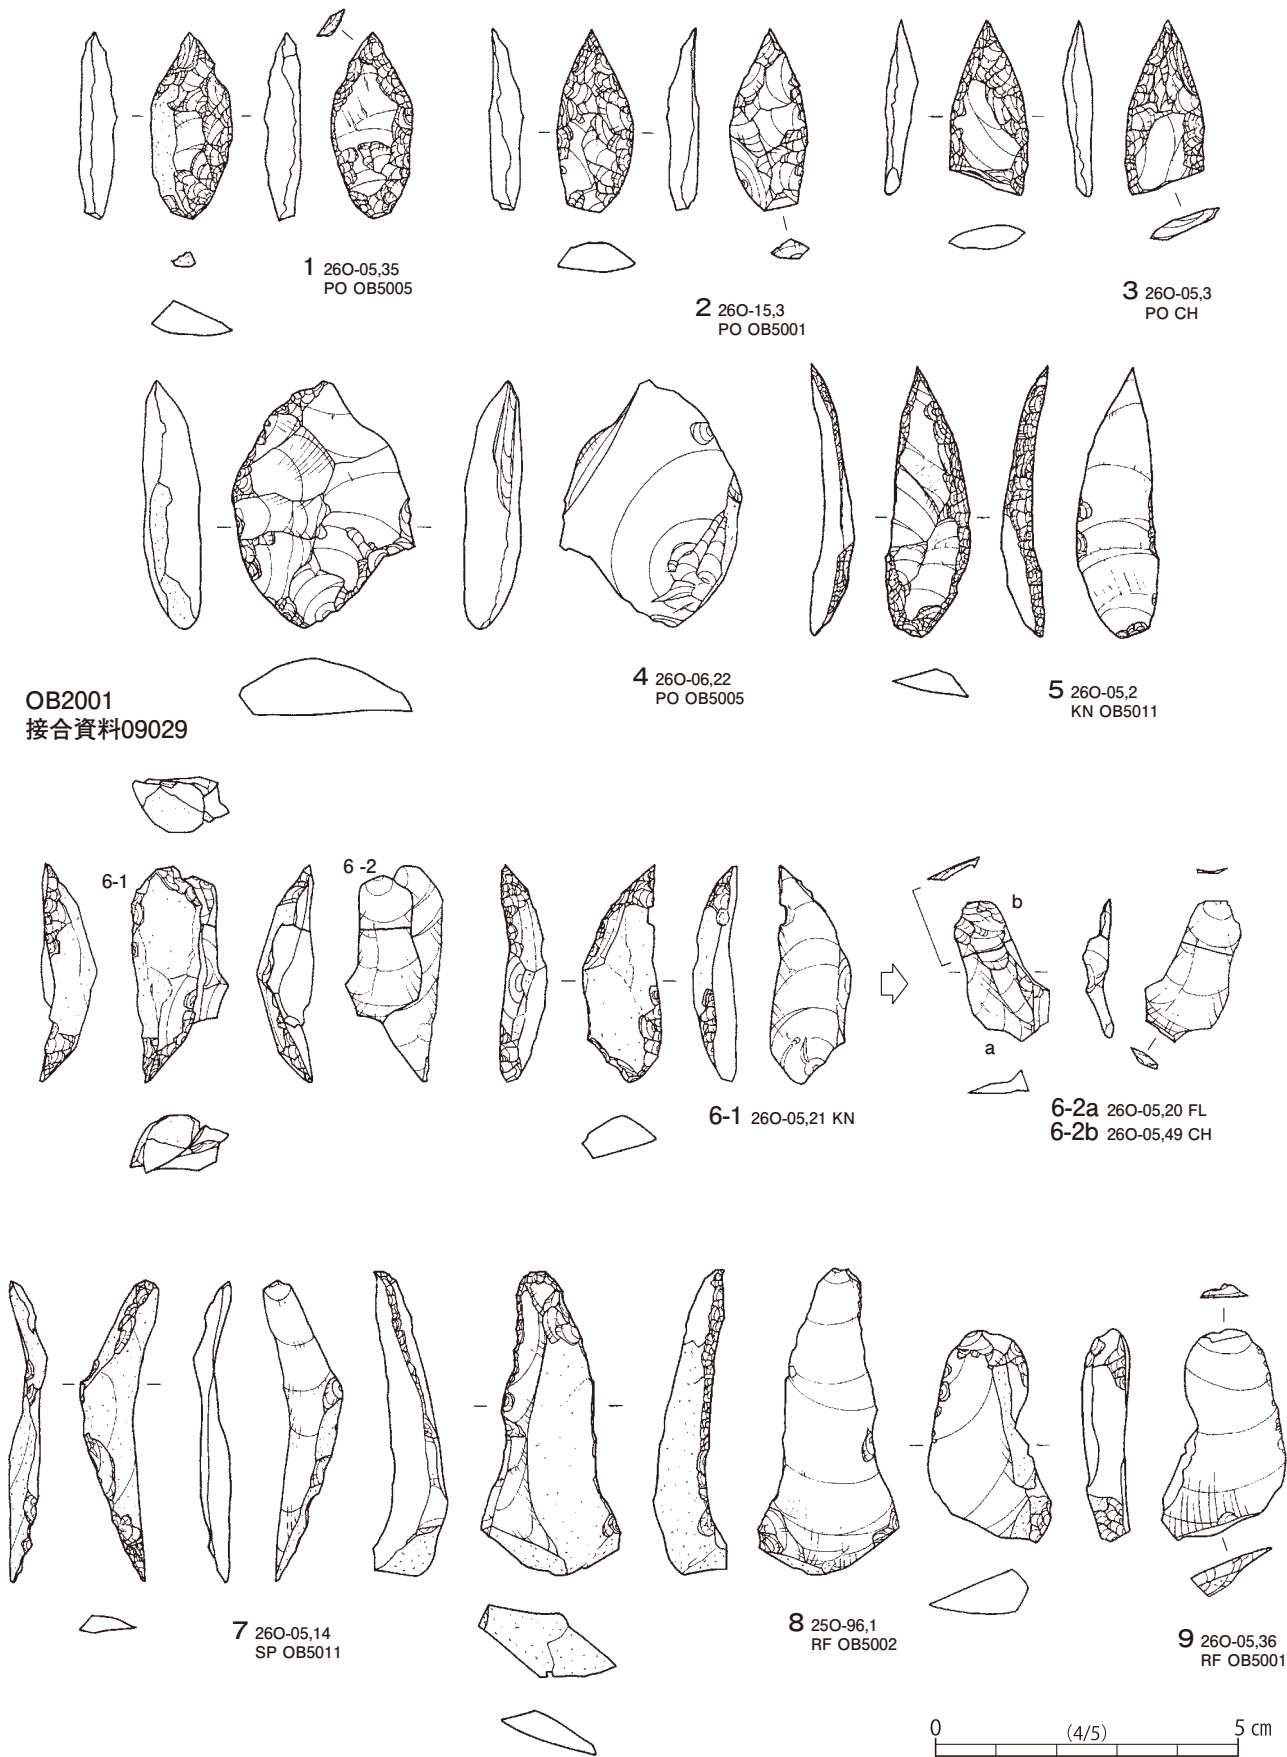 1 26O-05,35
PO OB5005
2 26O-15,3
PO OB5001
3 26O-05,3
PO CH
4 26O-06,22
PO OB5005
5 26O-05,2
KN OB5011
OB2001
接合資料09029
6-1
6-2
6-1 26O-05,21 KN
b
a
6-2a 26O-05,20 FL
6-2b 26O-05,49 CH
7 26O-05,14
SP OB5011
8 25O-96,1
RF OB5002
9 26O-05,36
RF OB5001
0 (4/5) 5 cm